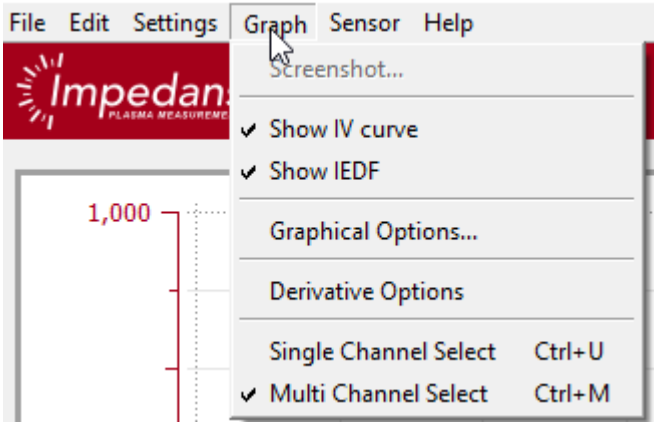 File Edit Settings Graph Sensor Help
Impedans
PLASMA MEASUREME
Screenshot...
Show IV curve
Show IEDF
1,000
Graphical Options...
Derivative Options
Single Channel Select Ctrl+U
Multi Channel Select Ctrl+M